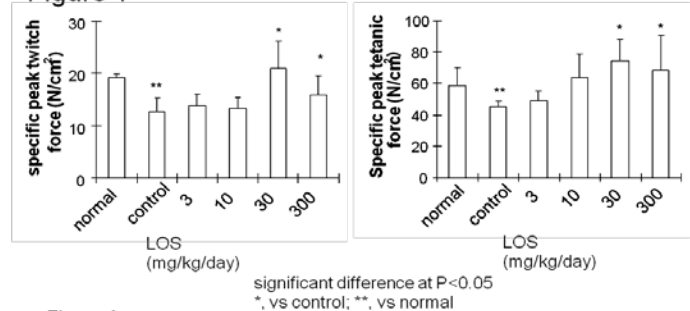 specific peak twitch
force (N/cm²)
30
20
10
0
*
**
*
normal
control
3
10
30
300
LOS
(mg/kg/day)
Specific peak tetanic
force (N/cm²)
100
80
60
40
20
0
*
*
**
normal
control
3
10
30
300
LOS
(mg/kg/day)
significant difference at P<0.05
*, vs control; **, vs normal